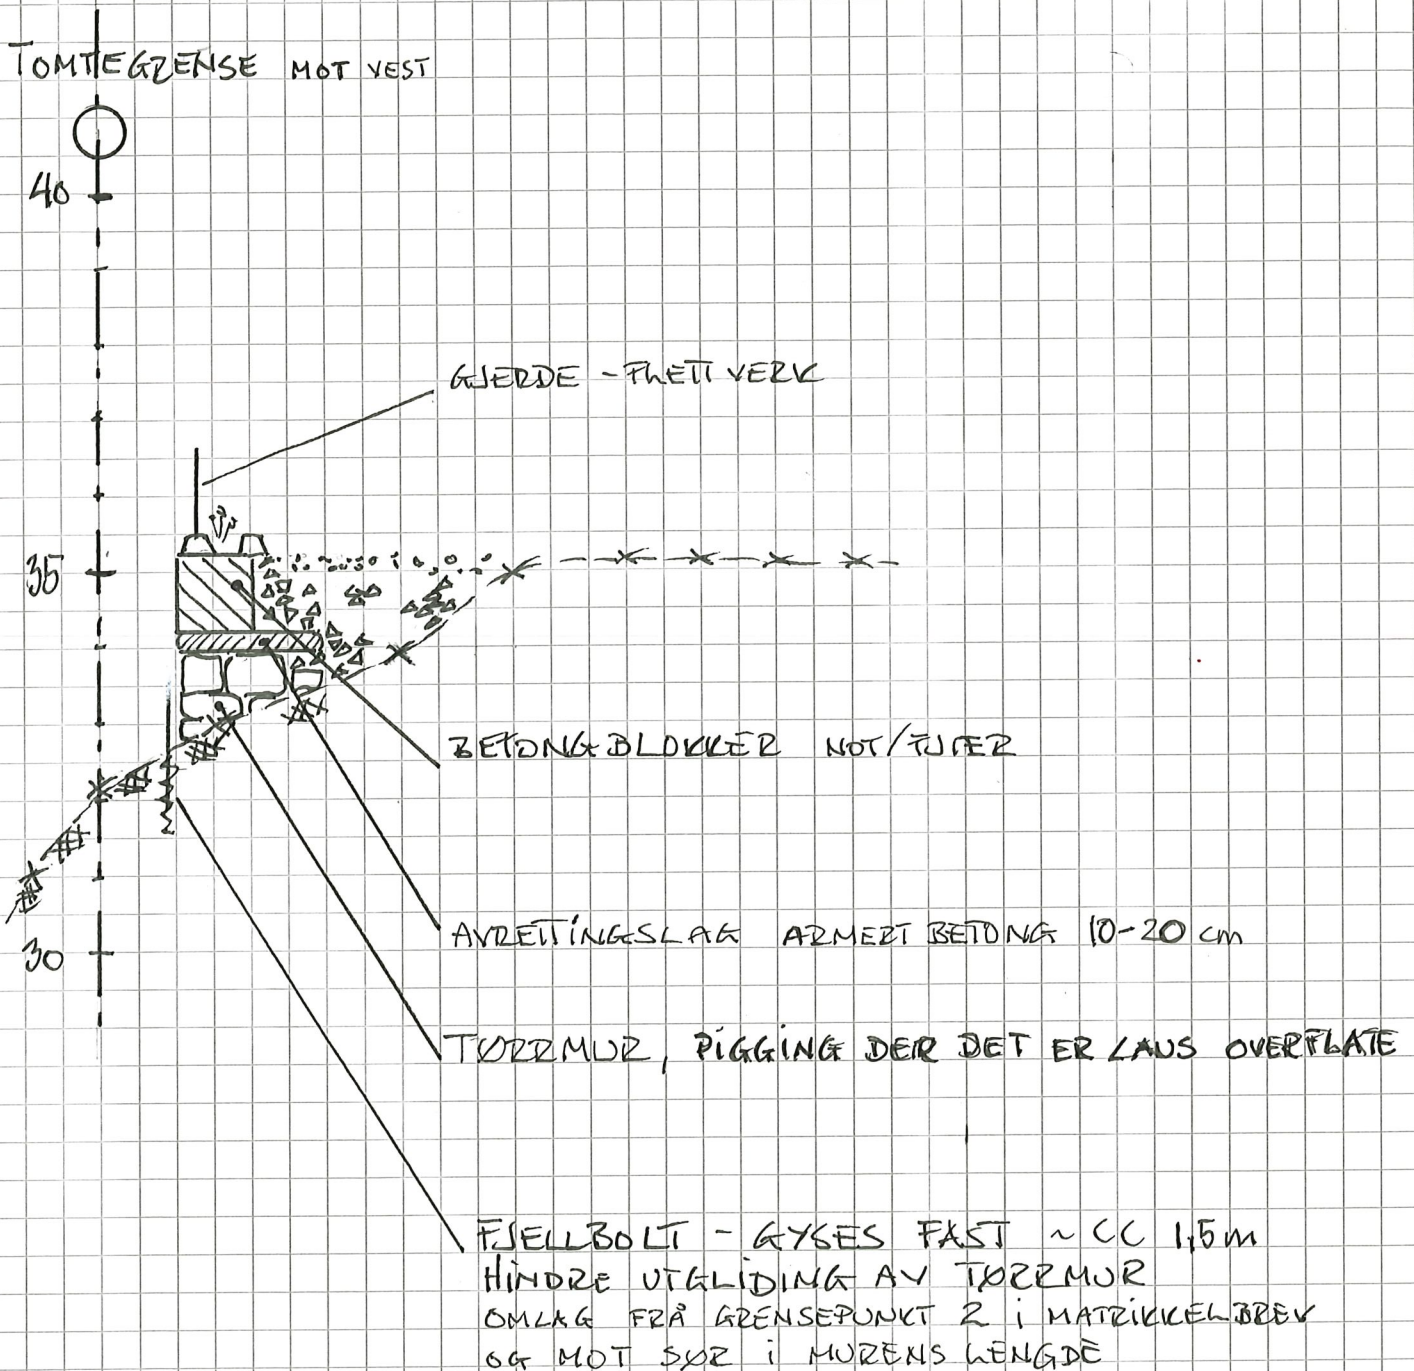 TOMTEGRENSE MOT VEST
40
GJERDE - FLETTVERK
35
BETONGBLOKKER NOT/FJÆR
AVRETTINGSLAG ARMERT BETONG 10-20 cm
30
TØRRMUR, PIGGING DER DET ER LAUS OVERFLATE
FJELLBOLT - GYSES FAST ~ CC 1,5 m
HINDRE UTGLIDING AV TØRRMUR
OMLAG FRÅ GRENSEPUNKT 2 I MATRIKKELBREV
OG MOT SØR I MURENS LENGDE